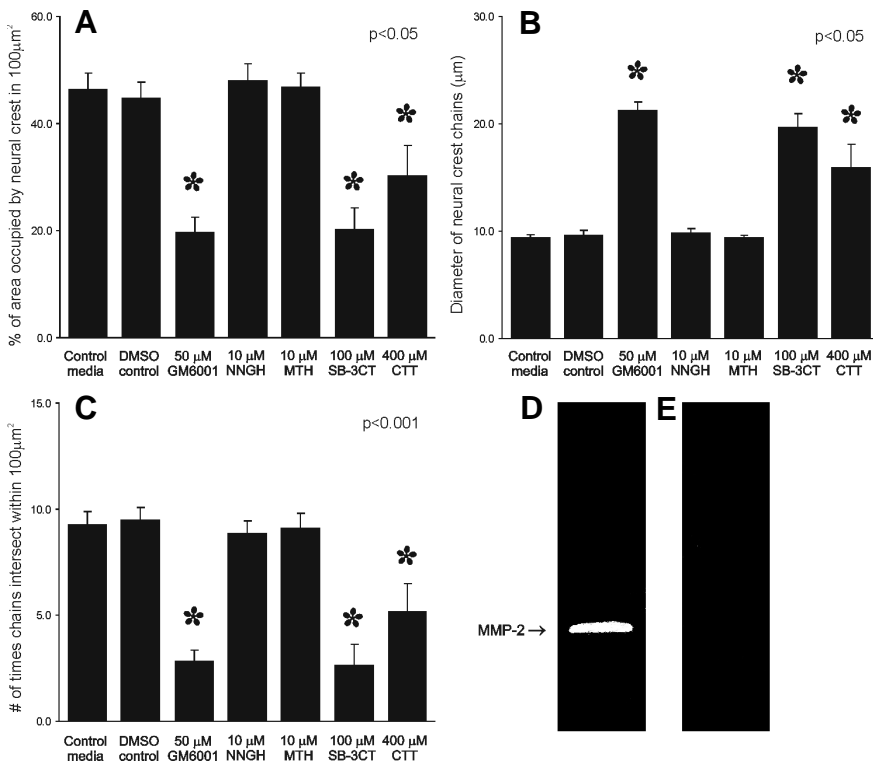 A
p<0.05
% of area occupied by neural crest in 100µm²
60.0
40.0
20.0
0.0
Control media
DMSO control
50 µM GM6001
10 µM NNGH
10 µM MTH
100 µM SB-3CT
400 µM CTT
B
p<0.05
Diameter of neural crest chains (µm)
30.0
20.0
10.0
0.0
Control media
DMSO control
50 µM GM6001
10 µM NNGH
10 µM MTH
100 µM SB-3CT
400 µM CTT
C
p<0.001
# of times chains intersect within 100µm²
15.0
10.0
5.0
0.0
Control media
DMSO control
50 µM GM6001
10 µM NNGH
10 µM MTH
100 µM SB-3CT
400 µM CTT
D
E
MMP-2→